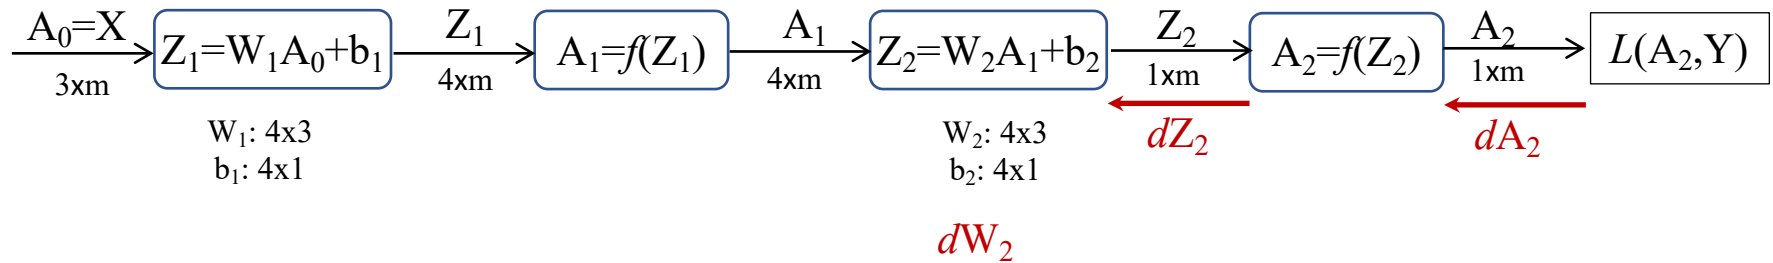 A₀=X
3xm
Z₁=W₁A₀+b₁
Z₁
4xm
A₁=f(Z₁)
A₁
4xm
Z₂=W₂A₁+b₂
Z₂
1xm
A₂=f(Z₂)
A₂
1xm
L(A₂,Y)
dZ₂
dA₂
W₁: 4x3
b₁: 4x1
W₂: 4x3
b₂: 4x1
dW₂